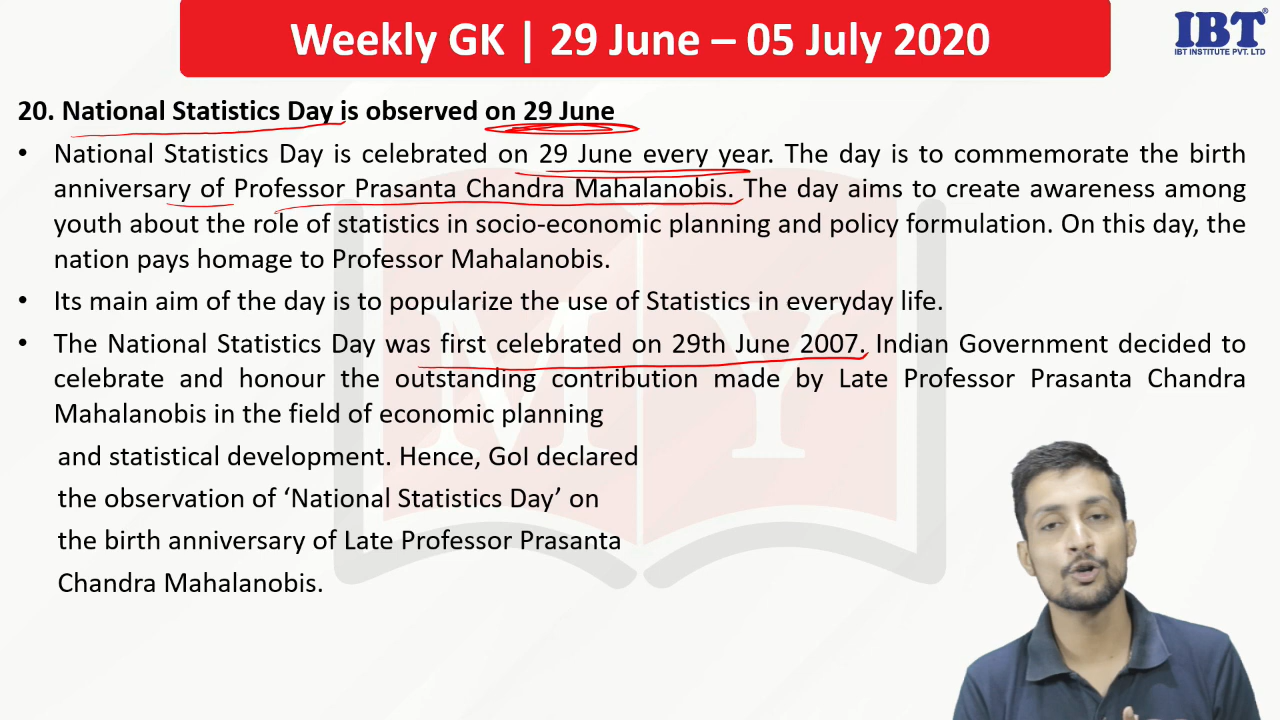 Weekly GK | 29 June – 05 July 2020
IBT®
IBT INSTITUTE PVT. LTD
20. National Statistics Day is observed on 29 June
• National Statistics Day is celebrated on 29 June every year. The day is to commemorate the birth
anniversary of Professor Prasanta Chandra Mahalanobis. The day aims to create awareness among
youth about the role of statistics in socio-economic planning and policy formulation. On this day, the
nation pays homage to Professor Mahalanobis.
• Its main aim of the day is to popularize the use of Statistics in everyday life.
• The National Statistics Day was first celebrated on 29th June 2007. Indian Government decided to
celebrate and honour the outstanding contribution made by Late Professor Prasanta Chandra
Mahalanobis in the field of economic planning
and statistical development. Hence, GoI declared
the observation of ‘National Statistics Day’ on
the birth anniversary of Late Professor Prasanta
Chandra Mahalanobis.
M Y